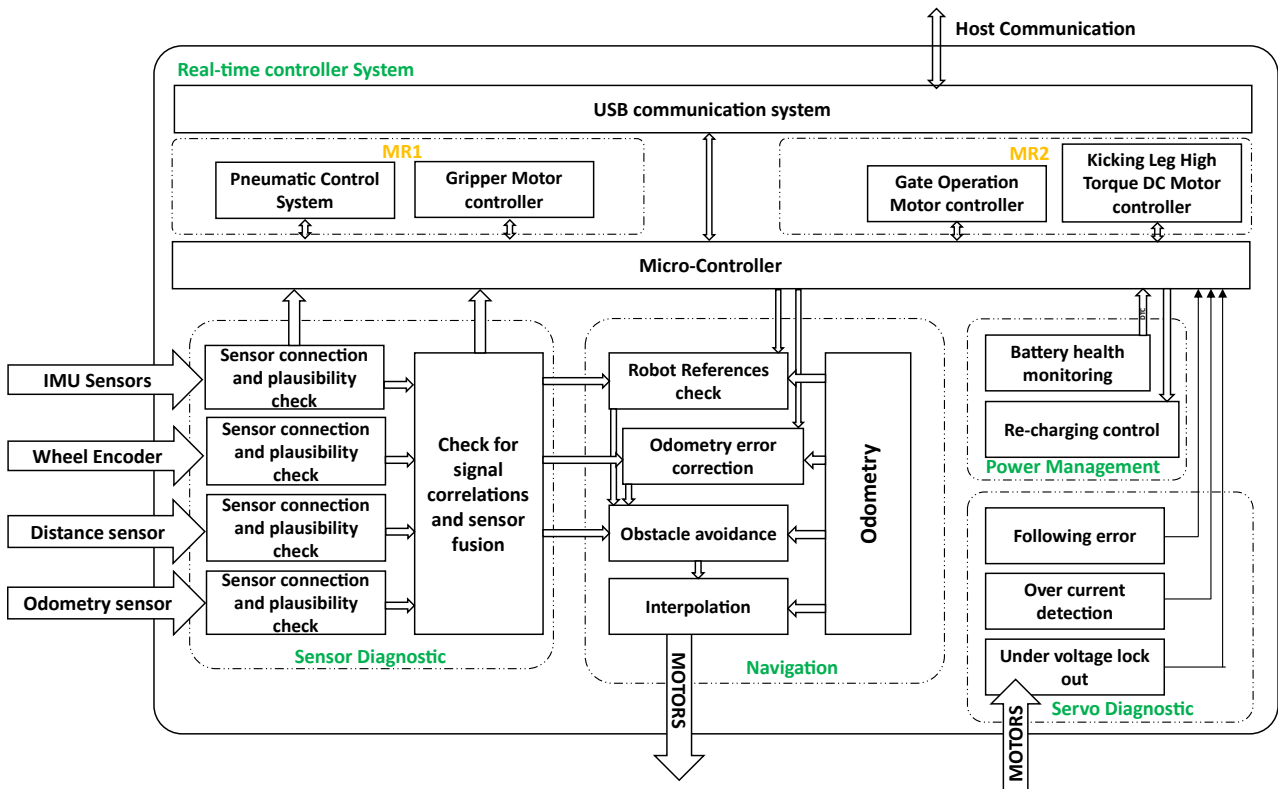 Host Communication
Real-time controller System
USB communication system
MR1
Pneumatic Control
System
Gripper Motor
controller
MR2
Gate Operation
Motor controller
Kicking Leg High
Torque DC Motor
controller
Micro-Controller
IMU Sensors
Wheel Encoder
Distance sensor
Odometry sensor
Sensor connection
and plausibility
check
Sensor connection
and plausibility
check
Sensor connection
and plausibility
check
Sensor connection
and plausibility
check
Check for
signal
correlations
and sensor
fusion
Sensor Diagnostic
Robot References
check
Odometry error
correction
Obstacle avoidance
Interpolation
Odometry
Navigation
MOTORS
DTC
Battery health
monitoring
Re-charging control
Power Management
Following error
Over current
detection
Under voltage lock
out
Servo Diagnostic
MOTORS